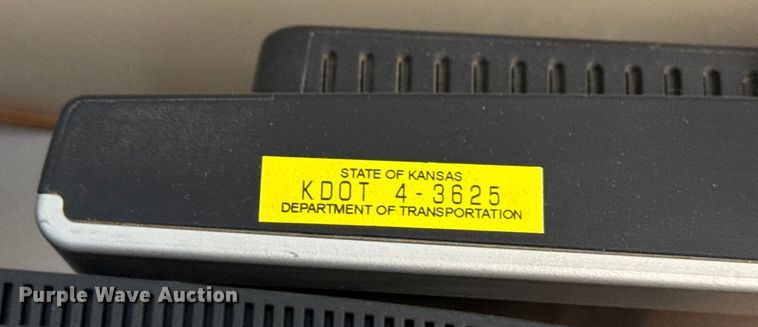 STATE OF KANSAS
KDOT 4-3625
DEPARTMENT OF TRANSPORTATION
Purple Wave Auction